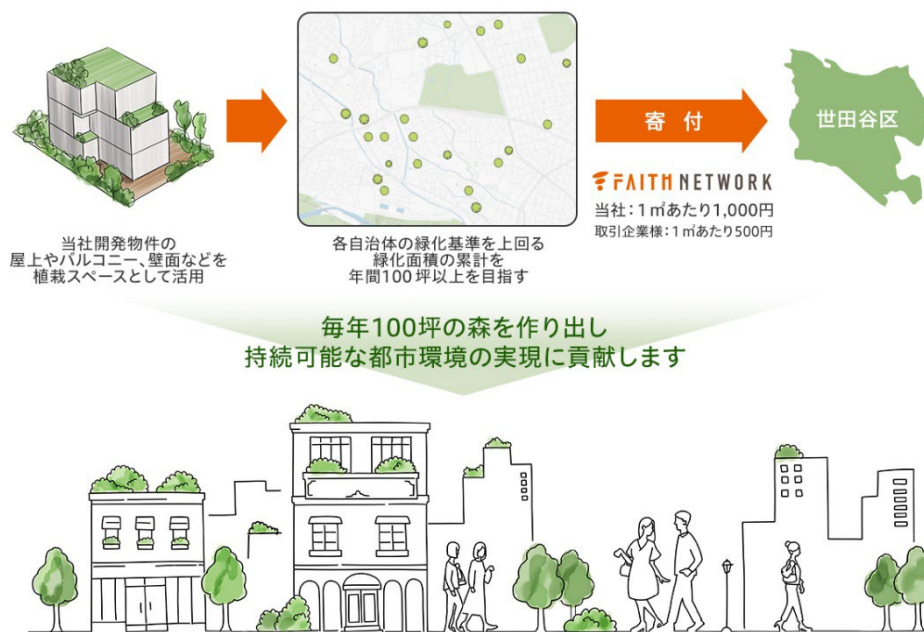 当社開発物件の
屋上やバルコニー、壁面などを
植栽スペースとして活用
各自治体の緑化基準を上回る
緑化面積の累計を
年間100坪以上を目指す
寄付
FAITH NETWORK
当社：1㎡あたり1,000円
取引企業様：1㎡あたり500円
世田谷区
毎年100坪の森を作り出し
持続可能な都市環境の実現に貢献します